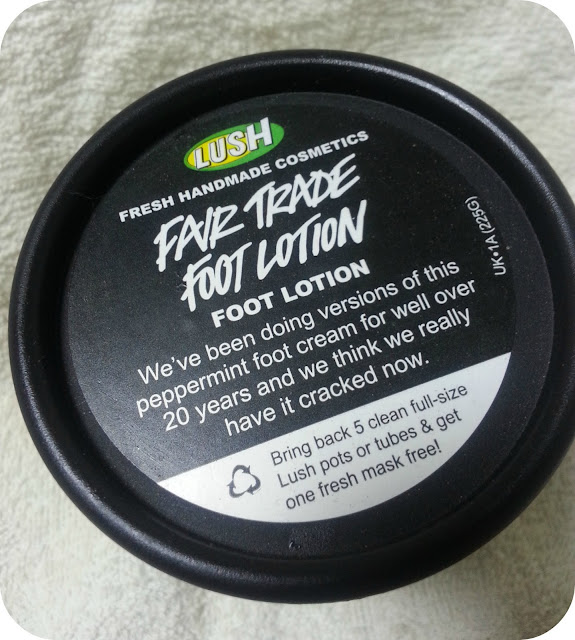 LUSH
FRESH HANDMADE COSMETICS
FAIR TRADE
FOOT LOTION
FOOT LOTION
We've been doing versions of this
peppermint foot cream for well over
20 years and we think we really
have it cracked now.
UK•1A (225G)
Bring back 5 clean full-size
Lush pots or tubes & get
one fresh mask free!